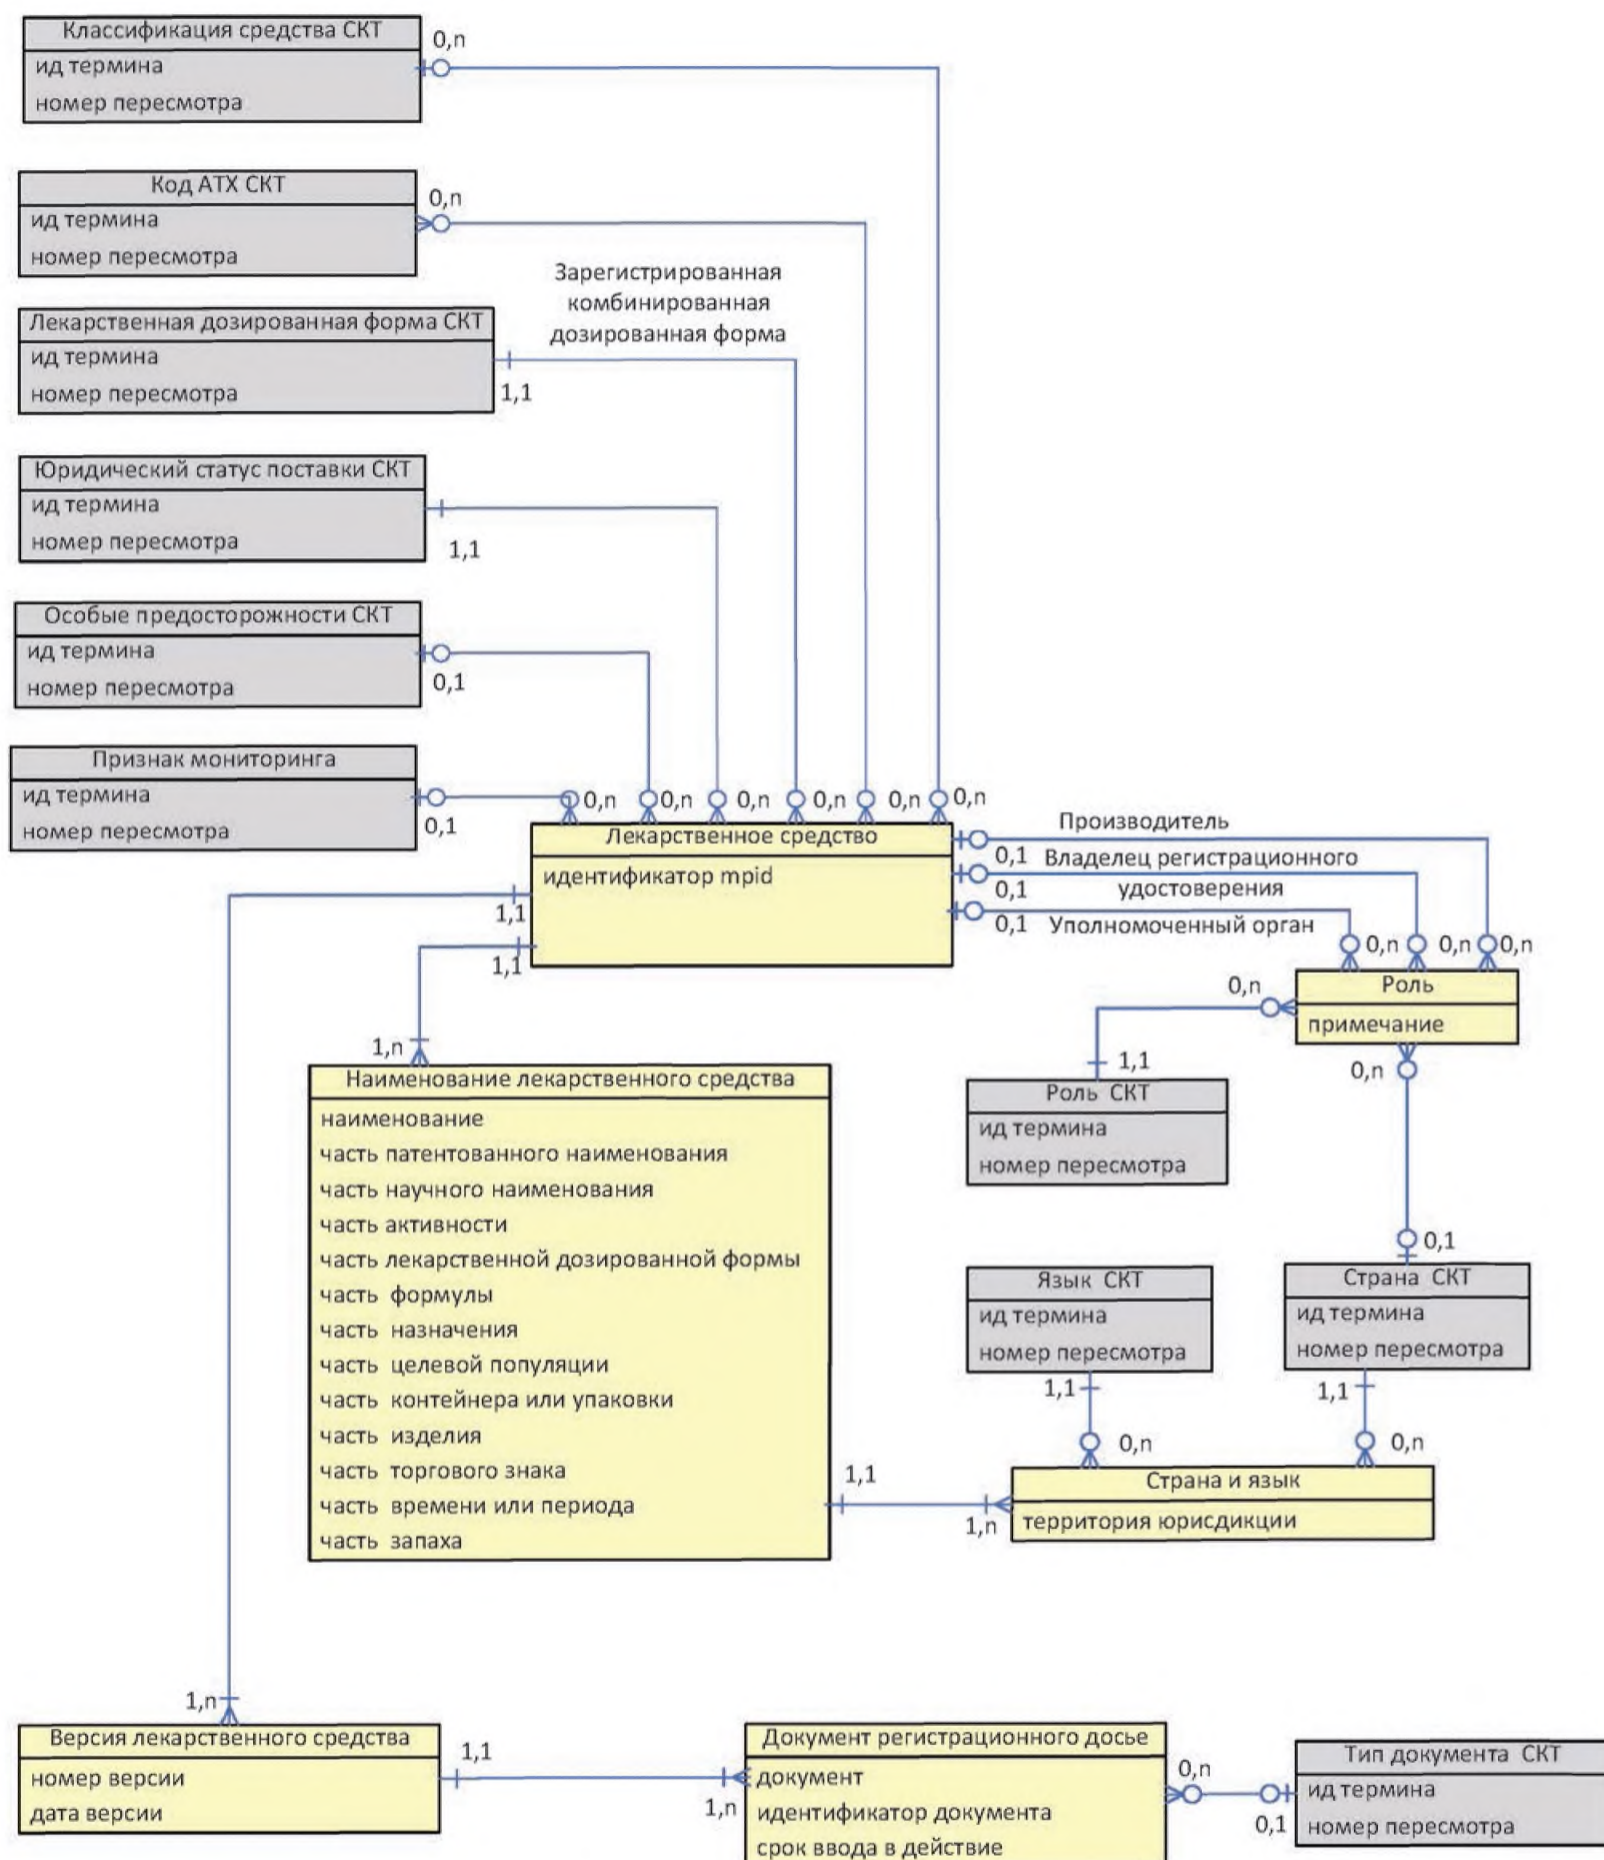 Классификация средства СКТ
ид термина
номер пересмотра
0,n
Код АТХ СКТ
ид термина
номер пересмотра
0,n
Зарегистрированная
комбинированная
дозированная форма
Лекарственная дозированная форма СКТ
ид термина
номер пересмотра
1,1
Юридический статус поставки СКТ
ид термина
номер пересмотра
1,1
Особые предосторожности СКТ
ид термина
номер пересмотра
0,1
Признак мониторинга
ид термина
номер пересмотра
0,1
0,n
0,n
0,n
0,n
0,n
0,n
Лекарственное средство
идентификатор mpid
1,1
1,1
Производитель
0,1
Владелец регистрационного
удостоверения
0,1
0,1
Уполномоченный орган
0,n
0,n
0,n
Роль
примечание
0,n
1,1
0,n
Роль СКТ
ид термина
номер пересмотра
0,1
1,n
Наименование лекарственного средства
наименование
часть патентованного наименования
часть научного наименования
часть активности
часть лекарственной дозированной формы
часть формулы
часть назначения
часть целевой популяции
часть контейнера или упаковки
часть изделия
часть торгового знака
часть времени или периода
часть запаха
Язык СКТ
ид термина
номер пересмотра
1,1
0,n
Страна СКТ
ид термина
номер пересмотра
1,1
0,n
1,1
1,n
Страна и язык
территория юрисдикции
1,n
Версия лекарственного средства
номер версии
дата версии
1,1
1,n
Документ регистрационного досье
документ
идентификатор документа
срок ввода в действие
0,n
0,1
Тип документа СКТ
ид термина
номер пересмотра